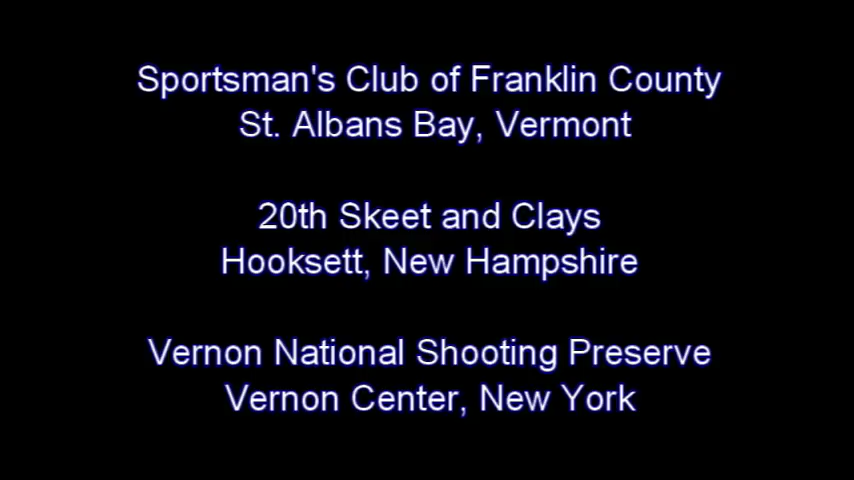 Sportsman's Club of Franklin County
St. Albans Bay, Vermont
20th Skeet and Clays
Hooksett, New Hampshire
Vernon National Shooting Preserve
Vernon Center, New York